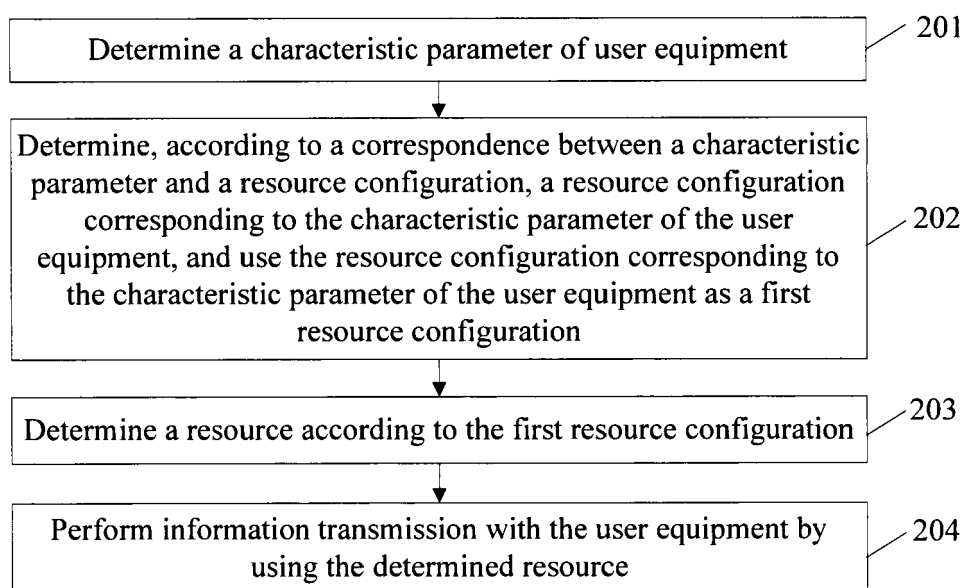 201
Determine a characteristic parameter of user equipment
Determine, according to a correspondence between a characteristic
parameter and a resource configuration, a resource configuration
corresponding to the characteristic parameter of the user
equipment, and use the resource configuration corresponding to
the characteristic parameter of the user equipment as a first
resource configuration
202
Determine a resource according to the first resource configuration
203
Perform information transmission with the user equipment by
using the determined resource
204